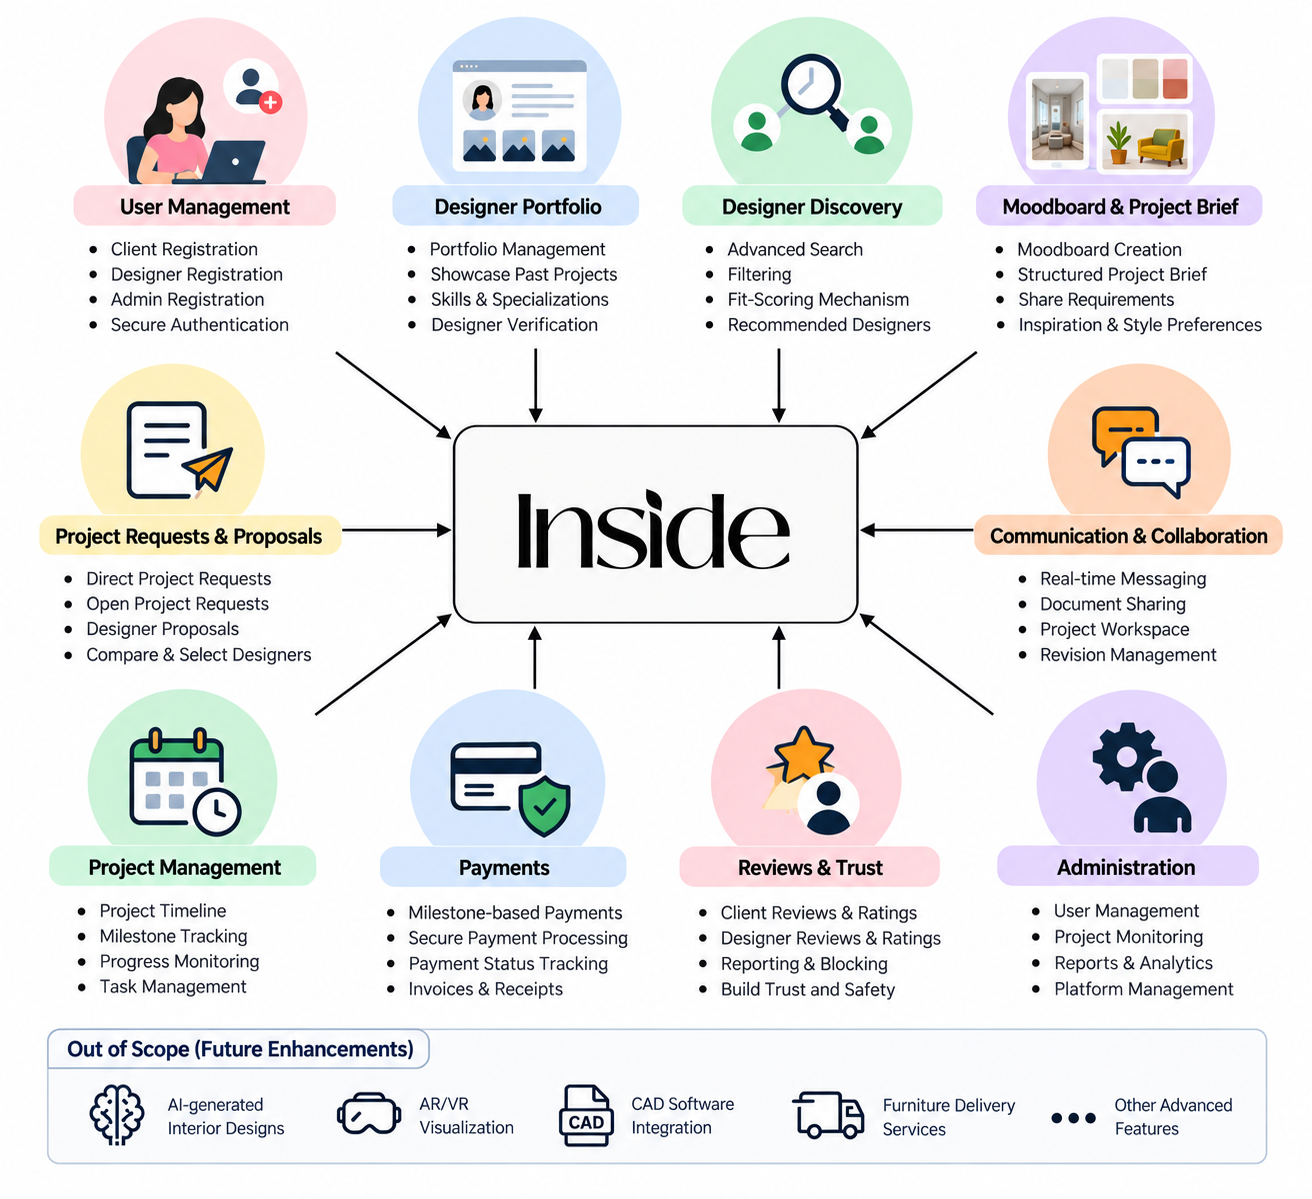 User Management
Client Registration
Designer Registration
Admin Registration
Secure Authentication
Designer Portfolio
Portfolio Management
Showcase Past Projects
Skills & Specializations
Designer Verification
Designer Discovery
Advanced Search
Filtering
Fit-Scoring Mechanism
Recommended Designers
Moodboard & Project Brief
Moodboard Creation
Structured Project Brief
Share Requirements
Inspiration & Style Preferences
Project Requests & Proposals
Direct Project Requests
Open Project Requests
Designer Proposals
Compare & Select Designers
Inside
Communication & Collaboration
Real-time Messaging
Document Sharing
Project Workspace
Revision Management
Project Management
Project Timeline
Milestone Tracking
Progress Monitoring
Task Management
Payments
Milestone-based Payments
Secure Payment Processing
Payment Status Tracking
Invoices & Receipts
Reviews & Trust
Client Reviews & Ratings
Designer Reviews & Ratings
Reporting & Blocking
Build Trust and Safety
Administration
User Management
Project Monitoring
Reports & Analytics
Platform Management
Out of Scope (Future Enhancements)
AI-generated
Interior Designs
AR/VR
Visualization
CAD
CAD Software
Integration
Furniture Delivery
Services
Other Advanced
Features